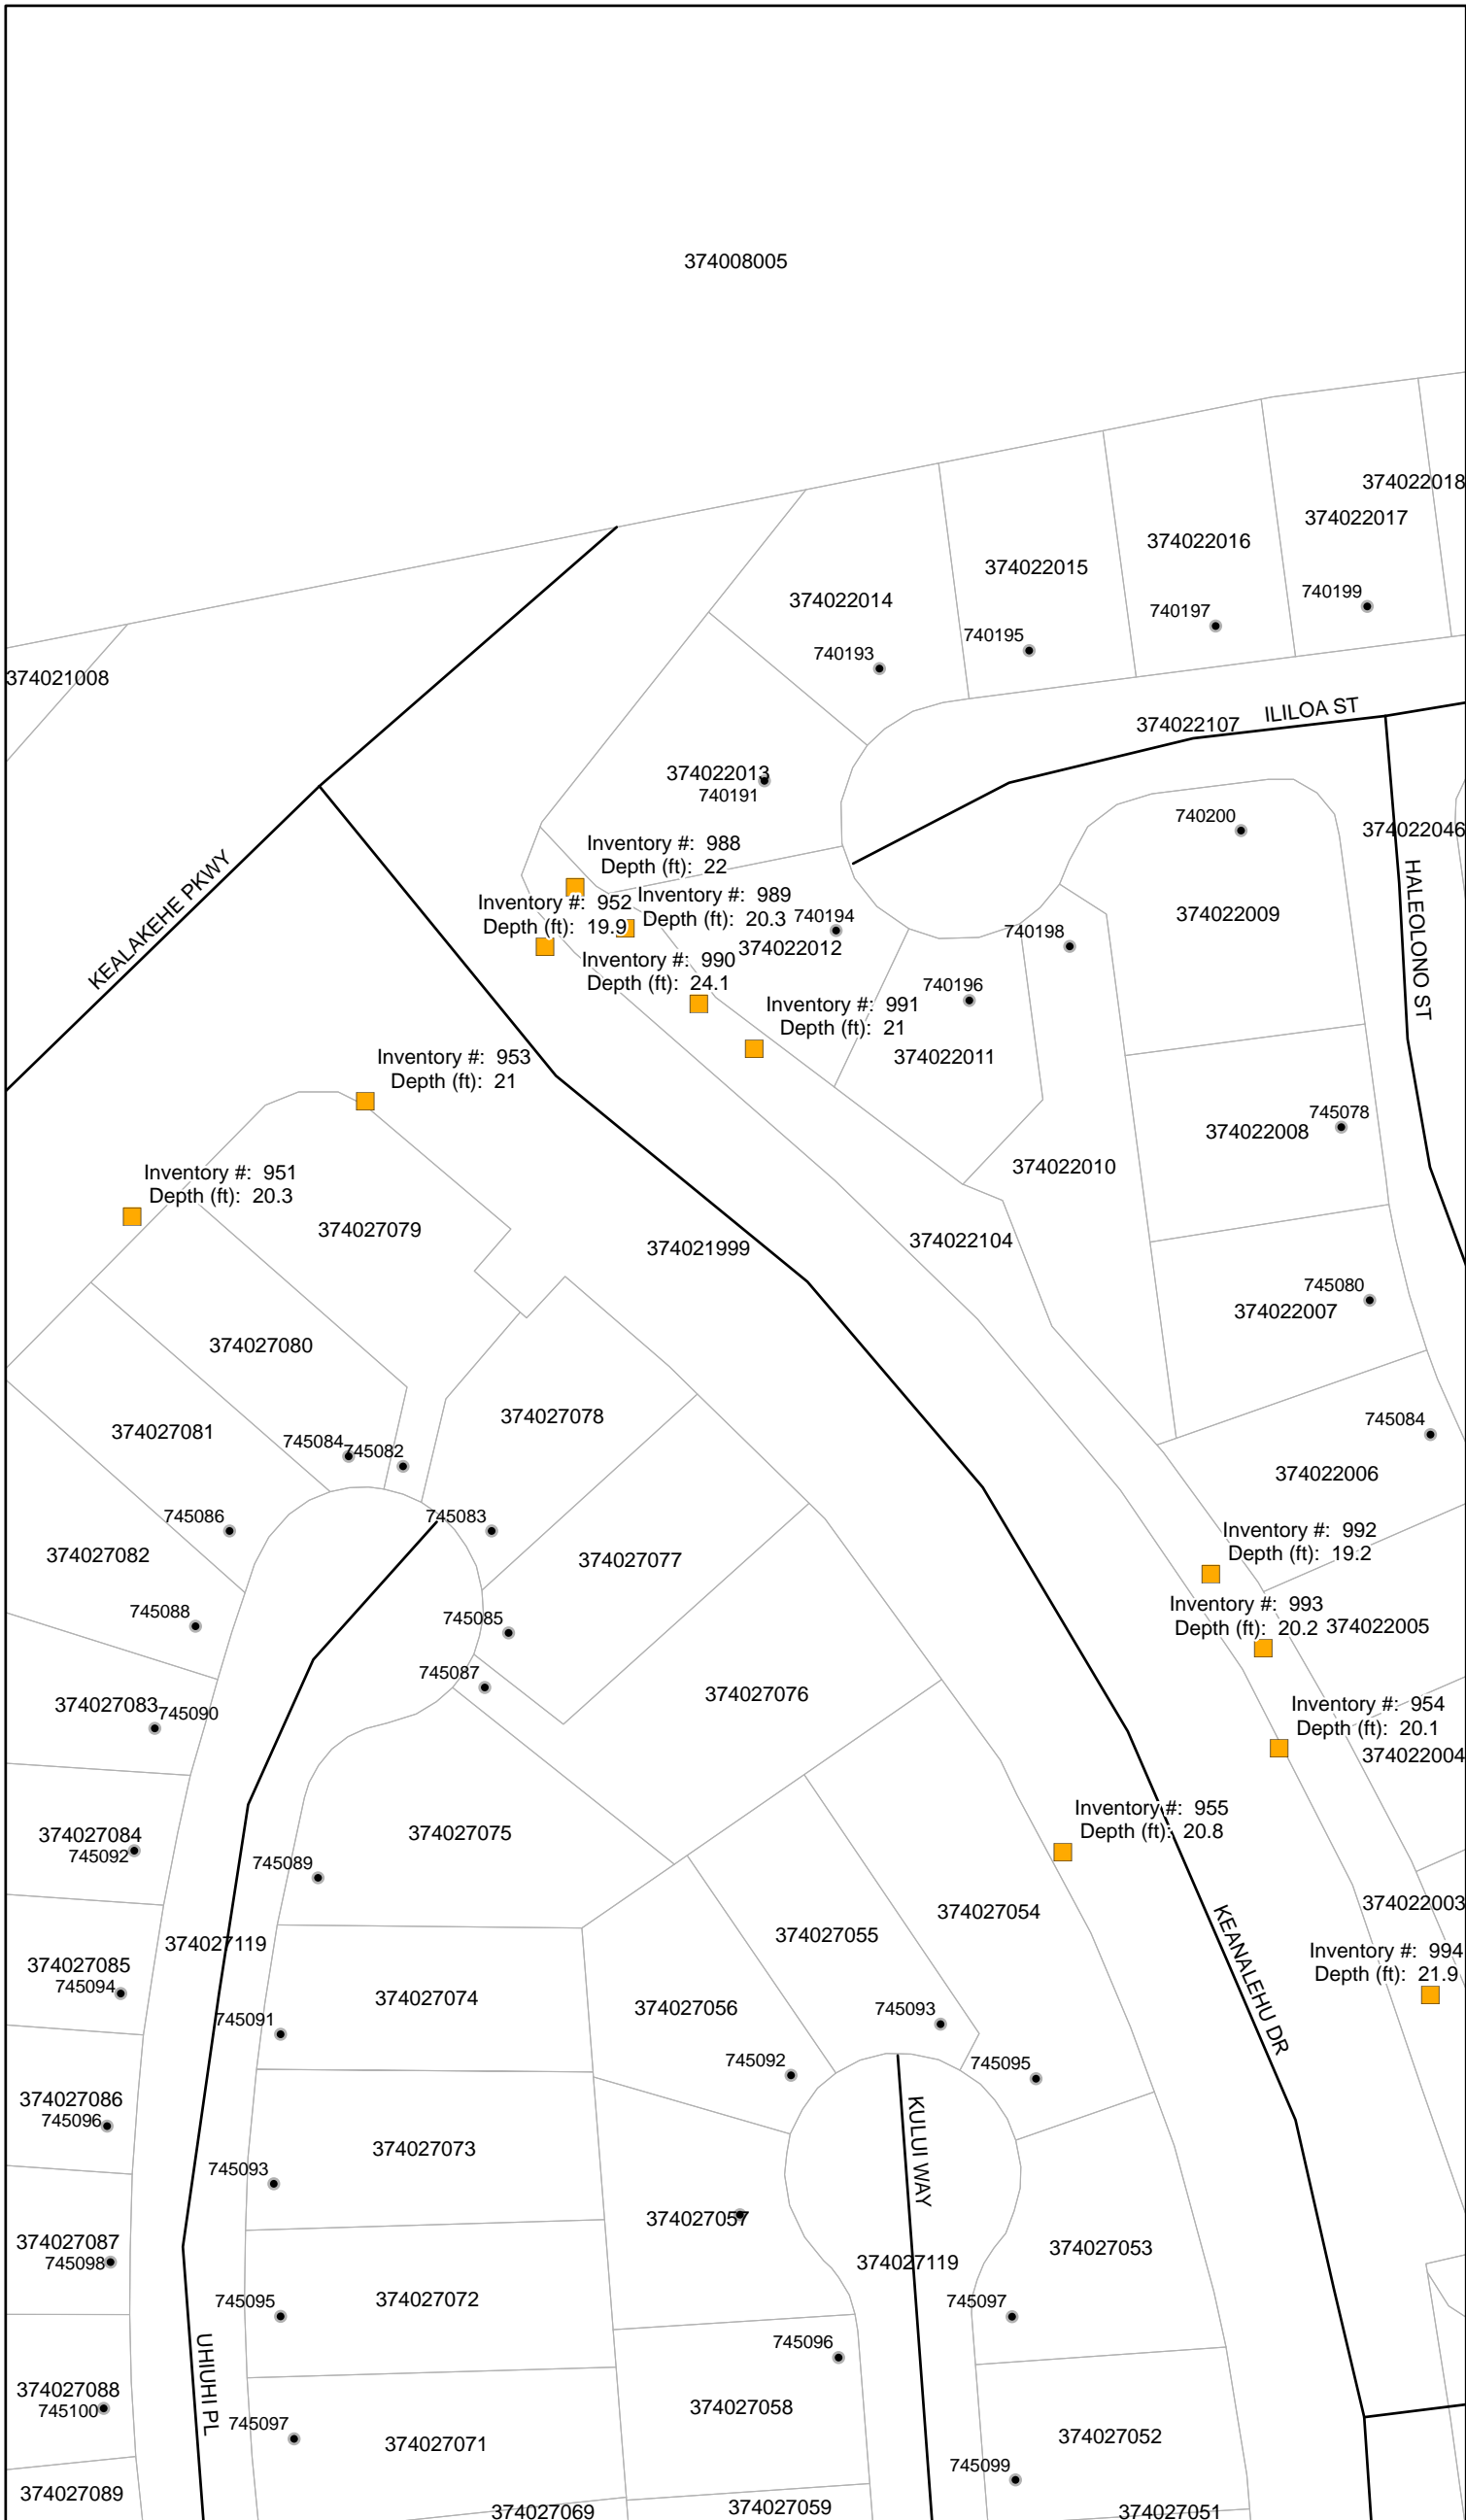 374008005
374022018
374022017
374022016
374022015
374022014
740199
740197
740195
740193
374021008
ILILOA ST
374022107
374022013
740191
740200
374022046
KEALAKEHE PKWY
Inventory #: 988
Depth (ft): 22
HALEOLONO ST
Inventory #: 952
Depth (ft): 19.9
Inventory #: 989
Depth (ft): 20.3
740194
374022009
740198
374022012
Inventory #: 990
Depth (ft): 24.1
740196
Inventory #: 991
Depth (ft): 21
374022011
Inventory #: 953
Depth (ft): 21
745078
374022008
374022010
Inventory #: 951
Depth (ft): 20.3
374027079
374021999
374022104
745080
374022007
374027080
374027078
745084
374027081
745084
745082
374022006
745086
745083
Inventory #: 992
Depth (ft): 19.2
374027082
374027077
745088
745085
Inventory #: 993
Depth (ft): 20.2
374022005
745087
374027083
745090
374027076
Inventory #: 954
Depth (ft): 20.1
374022004
Inventory #: 955
Depth (ft): 20.8
374027084
745092
374027075
745089
374022003
374027054
374027055
KEANALEHU DR
374027119
Inventory #: 994
Depth (ft): 21.9
374027085
745094
374027074
374027056
745093
745091
745092
745095
374027086
745096
KULUI WAY
374027073
745093
374027057
374027087
745098
374027119
374027053
745095
374027072
745097
745096
UHIUHI PL
374027088
745100
374027058
745097
374027071
374027052
745099
374027089
374027069
374027059
374027051